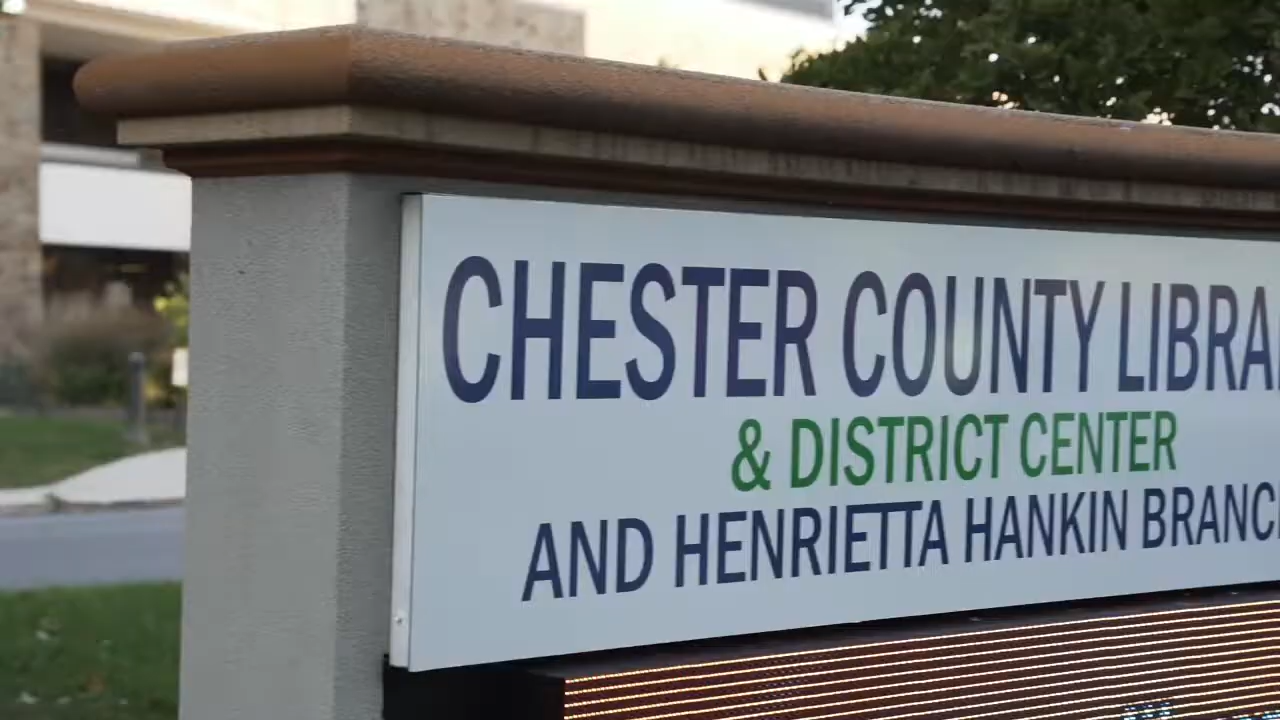 CHESTER COUNTY LIBRA
& DISTRICT CENTER
AND HENRIETTA HANKIN BRANC